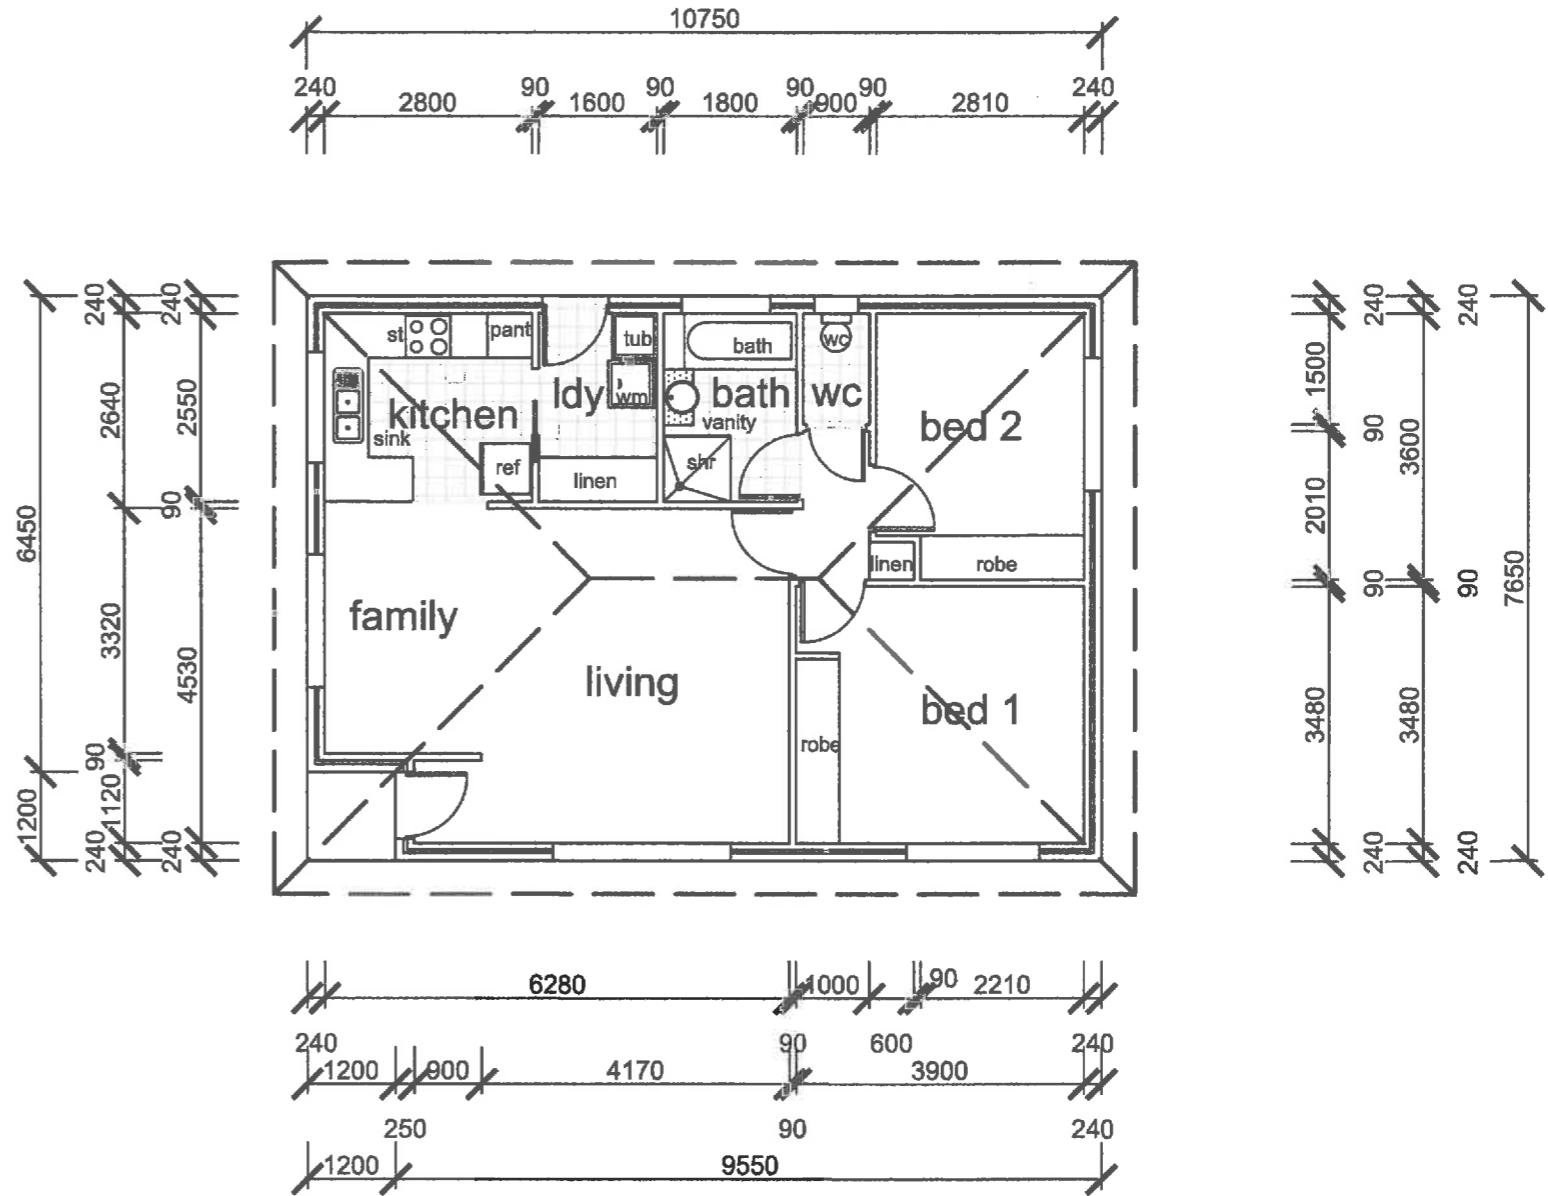 10750
240 90 90 90 90 240
2800 1600 1800 900 2810
240 240
2640 2550
90
6450
3320 4530
90
1200 1120
240 240
st pant tub bath wc
kitchen ldy wm bath wc bed 2
sink vanity
ref linen shr
linen robe
family
living
bed 1
robe
240 240
1500
90
3600
2010
90 90
7650
3480 3480
240 240
6280 1000 90 2210
240 90 600 240
1200 900 4170 3900
250 90 240
1200 9550